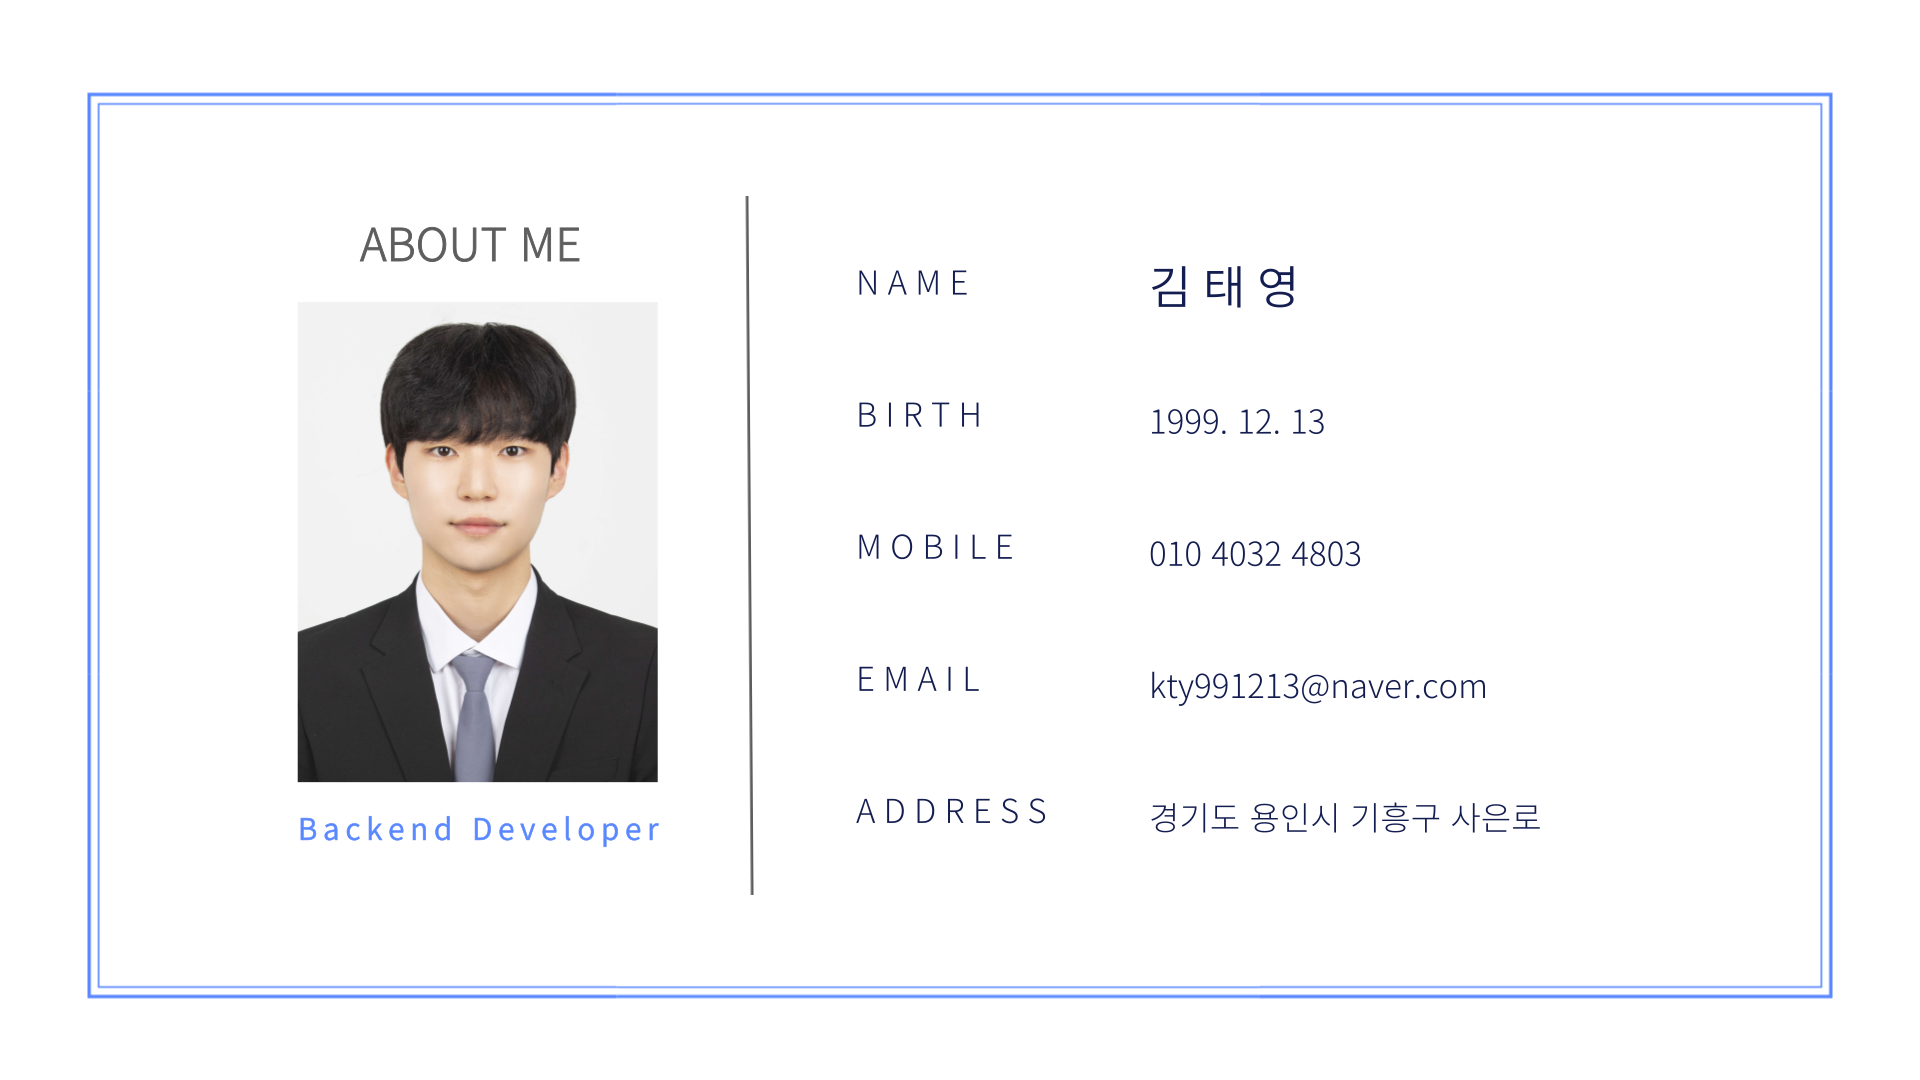 ABOUT ME
Backend Developer
NAME 김태영
BIRTH 1999. 12. 13
MOBILE 010 4032 4803
EMAIL kty991213@naver.com
ADDRESS 경기도 용인시 기흥구 사은로